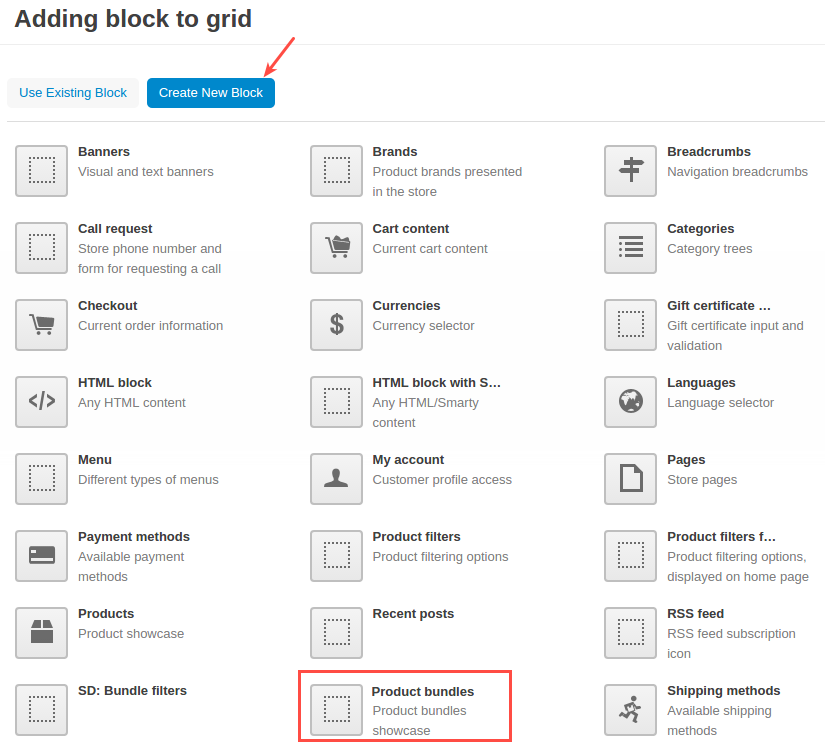 Adding block to grid
Use Existing Block
Create New Block
Banners
Visual and text banners
Brands
Product brands presented
in the store
Breadcrumbs
Navigation breadcrumbs
Call request
Store phone number and
form for requesting a call
Cart content
Current cart content
Categories
Category trees
Checkout
Current order information
Currencies
Currency selector
Gift certificate ...
Gift certificate input and
validation
HTML block
Any HTML content
HTML block with S...
Any HTML/Smarty
content
Languages
Language selector
Menu
Different types of menus
My account
Customer profile access
Pages
Store pages
Payment methods
Available payment
methods
Product filters
Product filtering options
Product filters f...
Product filtering options,
displayed on home page
Products
Product showcase
Recent posts
RSS feed
RSS feed subscription
icon
SD: Bundle filters
Product bundles
Product bundles
showcase
Shipping methods
Available shipping
methods